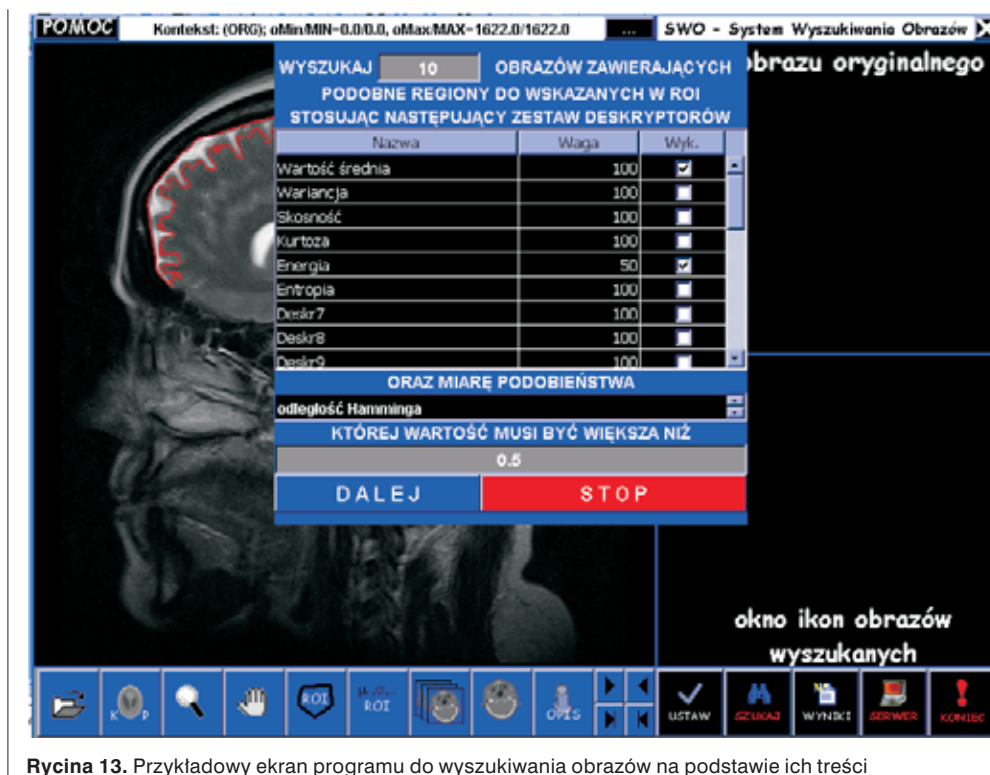 POMOC Kontekst: (ORG); oMin/MIN=0.0/0.0, oMax/MAX=1622.0/1622.0 ... SWO - System Wyszukiwania Obrazów X
obrazu oryginalnego
WYSZUKAJ 10 OBRAZÓW ZAWIERAJĄCYCH
PODOBNE REGIONY DO WSKAZANYCH W ROI
STOSUJĄC NASTĘPUJĄCY ZESTAW DESKRYPTORÓW
Nazwa Waga Wyk.
Wartość średnia 100
Wariancja 100
Skosność 100
Kurtoza 100
Energia 50
Entropia 100
Deskr7 100
Deskr8 100
Deskr9 100
ORAZ MIARĘ PODOBIEŃSTWA
odległość Hamminga
KTÓREJ WARTOŚĆ MUSI BYĆ WIĘKSZA NIŻ
0.5
DALEJ STOP
okno ikon obrazów
wyszukanych
K P ROI ROI OPIS USTAW SZUKAJ WYNIKI SERWER KONIEC
Rycina 13. Przykładowy ekran programu do wyszukiwania obrazów na podstawie ich treści